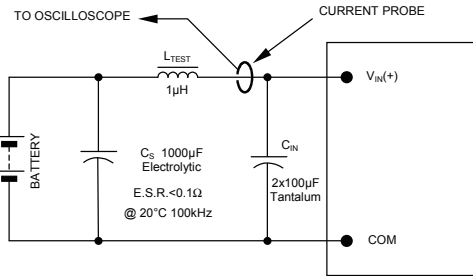 TO OSCILLOSCOPE
CURRENT PROBE
LTEST
1µH
VIN(+)
BATTERY
CS 1000µF
Electrolytic
E.S.R.<0.1Ω
@ 20°C 100kHz
CIN
2x100µF
Tantalum
COM